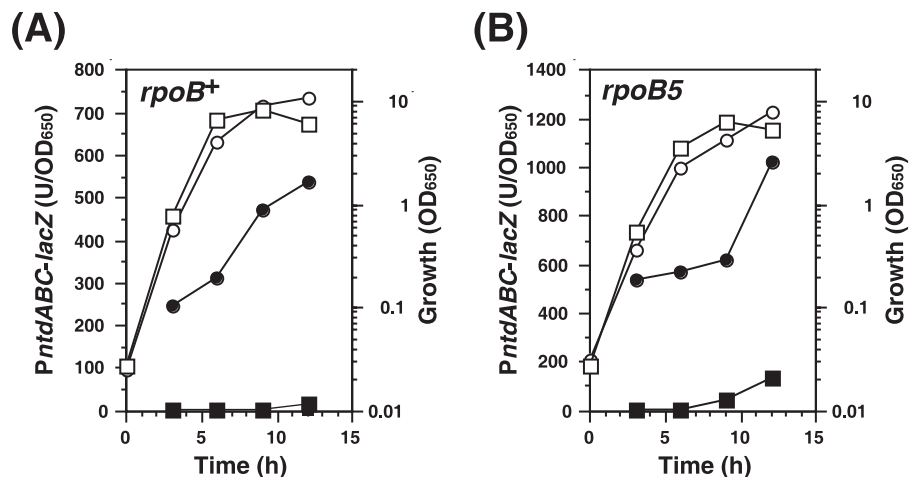 (A)
rpoB+
PntdABC-lacZ (U/OD650)
800
700
600
500
400
300
200
100
0
10
1
0.1
0.01
Growth (OD650)
0 5 10 15
Time (h)
(B)
rpoB5
PntdABC-lacZ (U/OD650)
1400
1200
1000
800
600
400
200
0
10
1
0.1
0.01
Growth (OD650)
0 5 10 15
Time (h)